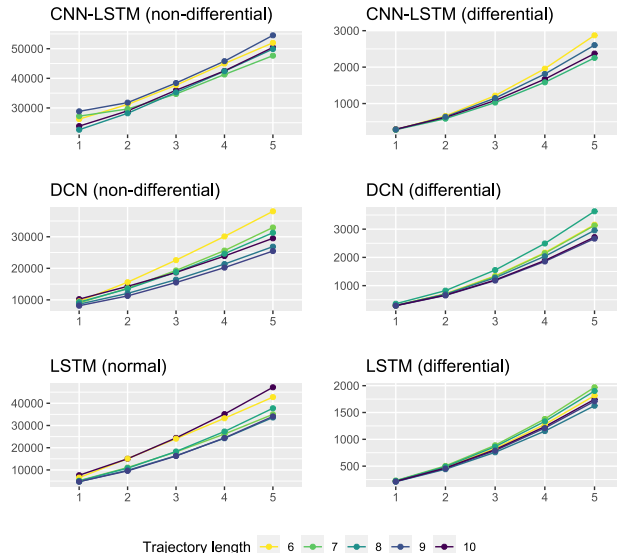 CNN-LSTM (non-differential)
CNN-LSTM (differential)
50000
40000
30000
1 2 3 4 5
3000
2000
1000
1 2 3 4 5
DCN (non-differential)
DCN (differential)
30000
20000
10000
1 2 3 4 5
3000
2000
1000
1 2 3 4 5
LSTM (normal)
LSTM (differential)
40000
30000
20000
10000
1 2 3 4 5
2000
1500
1000
500
1 2 3 4 5
Trajectory length 6 7 8 9 10